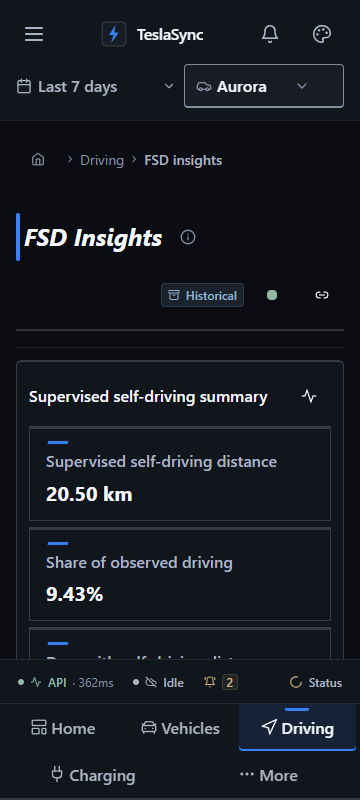 TeslaSync
Last 7 days
Aurora
Driving
FSD insights
FSD Insights
Historical
Supervised self-driving summary
Supervised self-driving distance
20.50 km
Share of observed driving
9.43%
API · 362ms
Idle
2
Status
Home
Vehicles
Driving
Charging
More